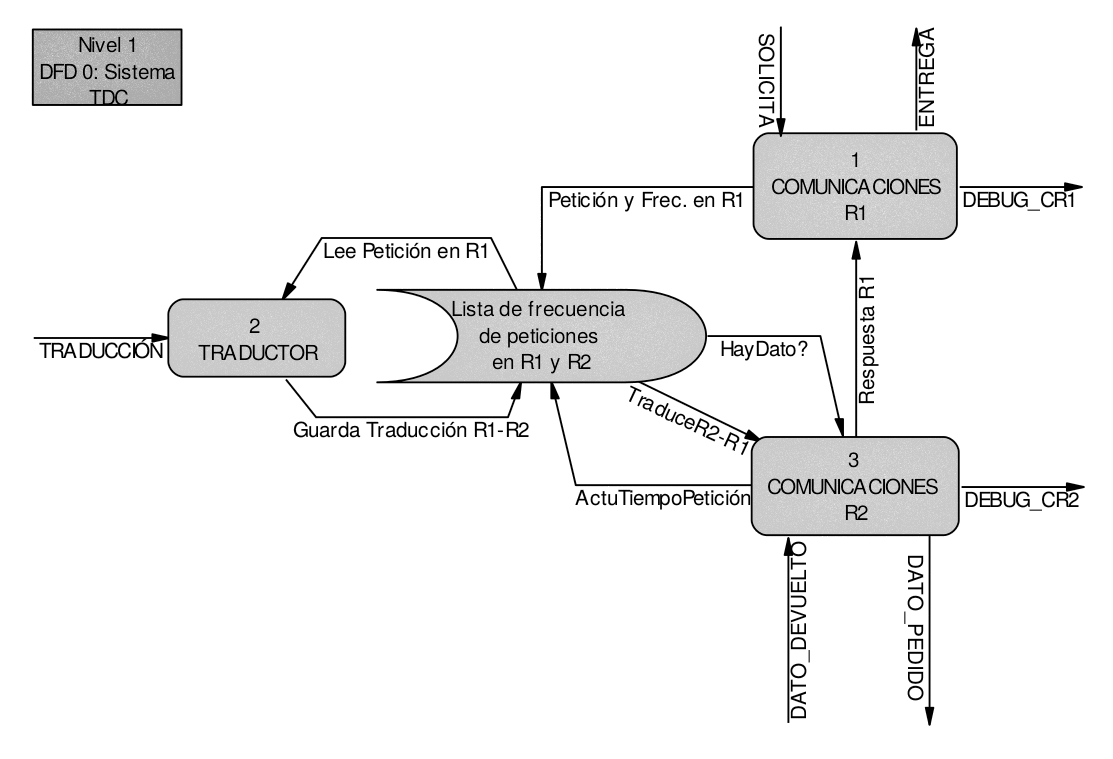 Nivel 1
DFD 0: Sistema
TDC
SOLICITA
ENTREGA
1
COMUNICACIONES
R1
Petición y Frec. en R1
DEBUG_CR1
Lee Petición en R1
Respuesta R1
Lista de frecuencia
de peticiones
en R1 y R2
2
TRADUCTOR
TRADUCCIÓN
HayDato?
TraduceR2-R1
Guarda Traducción R1-R2
3
COMUNICACIONES
R2
ActuTiempoPetición
DEBUG_CR2
DATO_DEVUELTO
DATO_PEDIDO